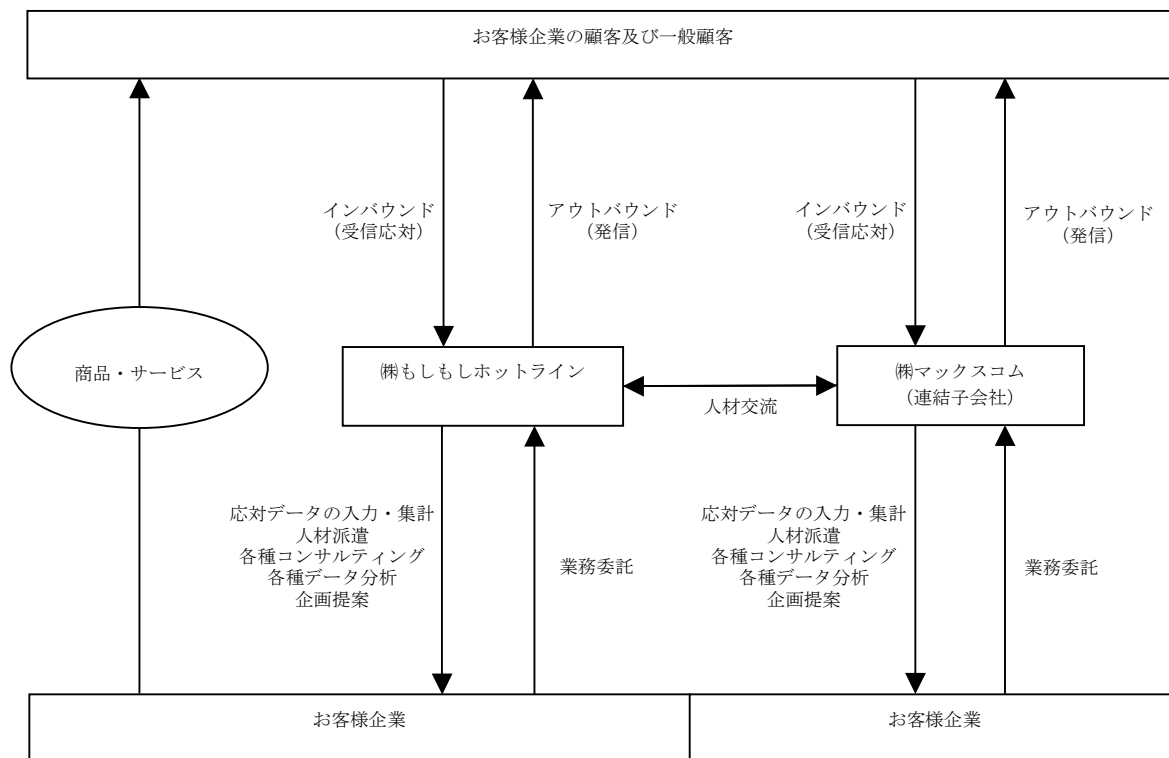 お客様企業の顧客及び一般顧客
インバウンド
(受信応対)
アウトバウンド
(発信)
インバウンド
(受信応対)
アウトバウンド
(発信)
商品・サービス
㈱もしもしホットライン
人材交流
㈱マックスコム
(連結子会社)
応対データの入力・集計
人材派遣
各種コンサルティング
各種データ分析
企画提案
業務委託
応対データの入力・集計
人材派遣
各種コンサルティング
各種データ分析
企画提案
業務委託
お客様企業
お客様企業